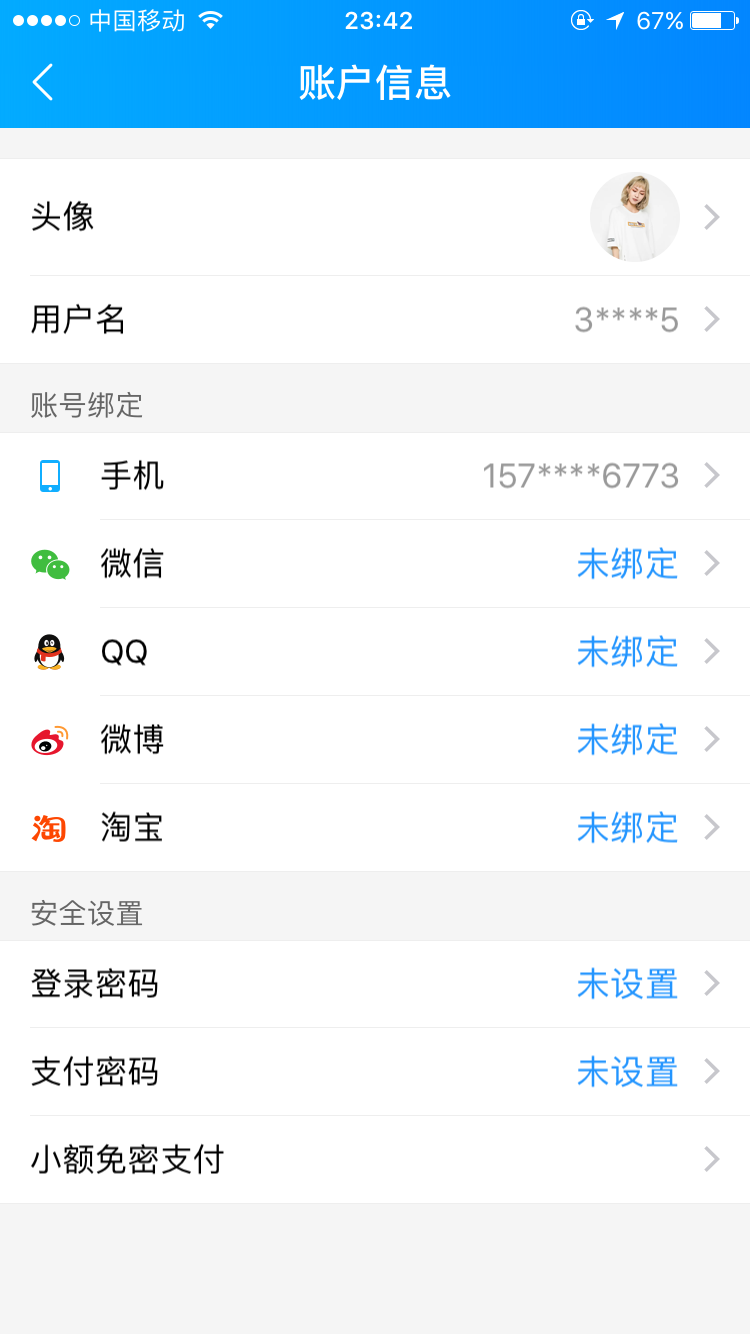 中国移动 23:42 67%
账户信息
头像
用户名 3****5
账号绑定
手机 157****6773
微信 未绑定
QQ 未绑定
微博 未绑定
淘 淘宝 未绑定
安全设置
登录密码 未设置
支付密码 未设置
小额免密支付